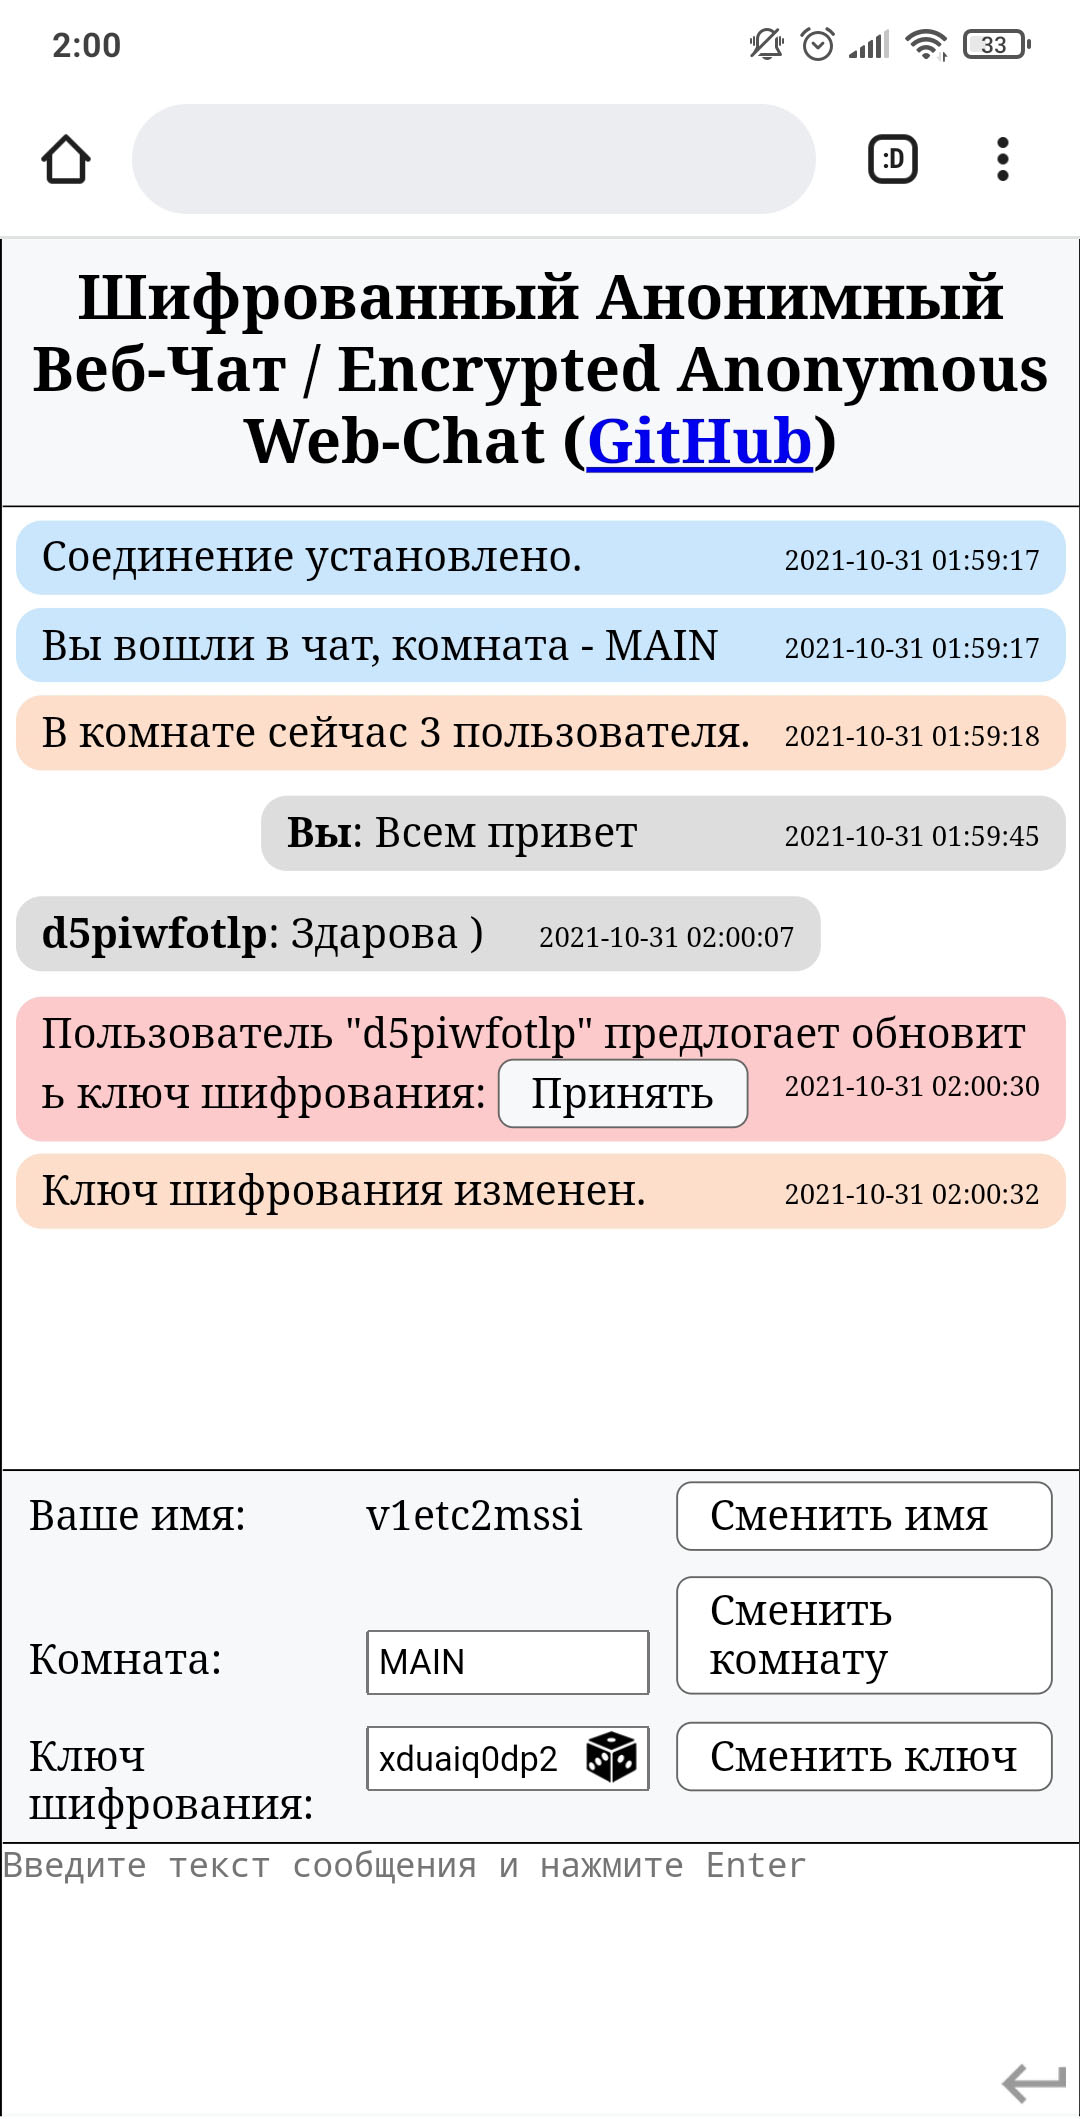 2:00
33
:D
Шифрованный Анонимный
Веб-Чат / Encrypted Anonymous
Web-Chat (GitHub)
Соединение установлено. 2021-10-31 01:59:17
Вы вошли в чат, комната - MAIN 2021-10-31 01:59:17
В комнате сейчас 3 пользователя. 2021-10-31 01:59:18
Вы: Всем привет 2021-10-31 01:59:45
d5piwfotlp: Здарова ) 2021-10-31 02:00:07
Пользователь "d5piwfotlp" предлогает обновит
ь ключ шифрования: Принять 2021-10-31 02:00:30
Ключ шифрования изменен. 2021-10-31 02:00:32
Ваше имя: v1etc2mssi Сменить имя
Сменить
Комната: MAIN комнату
Ключ xduaiq0dp2 Сменить ключ
шифрования:
Введите текст сообщения и нажмите Enter